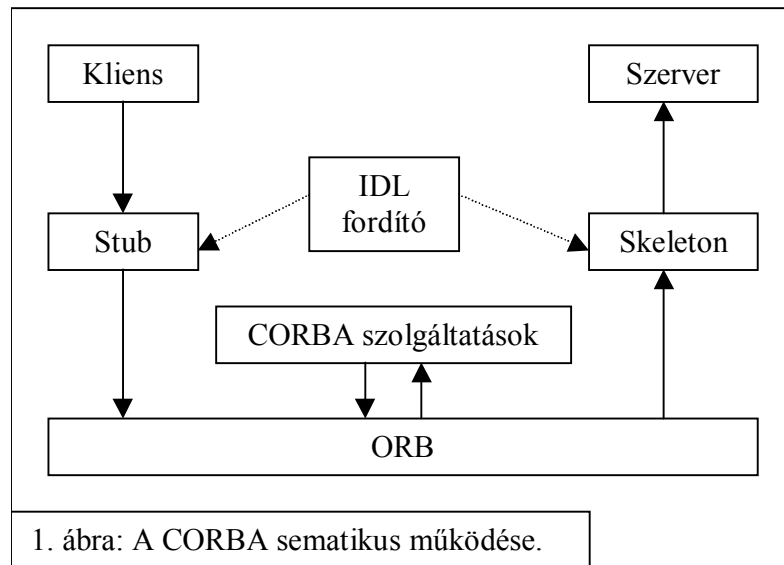 Kliens
Szerver
IDL
fordító
Stub
Skeleton
CORBA szolgáltatások
ORB
1. ábra: A CORBA sematikus működése.